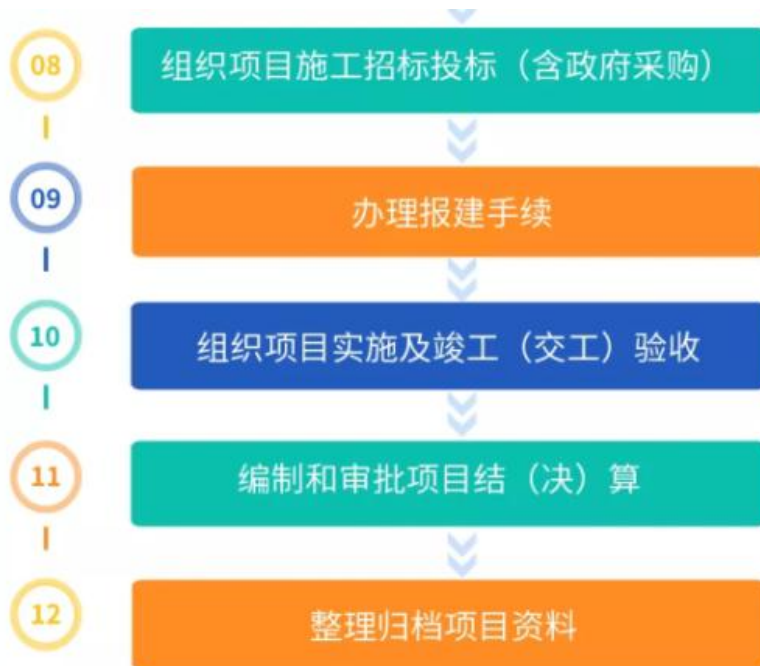 08
组织项目施工招标投标（含政府采购）
09
办理报建手续
10
组织项目实施及竣工（交工）验收
11
编制和审批项目结（决）算
12
整理归档项目资料